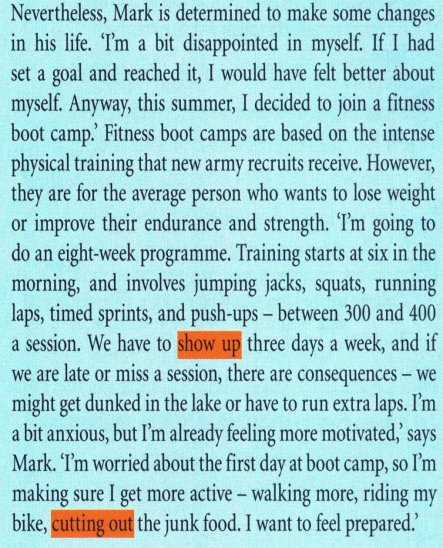 Nevertheless, Mark is determined to make some changes
in his life. ‘I’m a bit disappointed in myself. If I had
set a goal and reached it, I would have felt better about
myself. Anyway, this summer, I decided to join a fitness
boot camp.’ Fitness boot camps are based on the intense
physical training that new army recruits receive. However,
they are for the average person who wants to lose weight
or improve their endurance and strength. ‘I’m going to
do an eight-week programme. Training starts at six in the
morning, and involves jumping jacks, squats, running
laps, timed sprints, and push-ups – between 300 and 400
a session. We have to show up three days a week, and if
we are late or miss a session, there are consequences – we
might get dunked in the lake or have to run extra laps. I’m
a bit anxious, but I’m already feeling more motivated,’ says
Mark. ‘I’m worried about the first day at boot camp, so I’m
making sure I get more active – walking more, riding my
bike, cutting out the junk food. I want to feel prepared.’